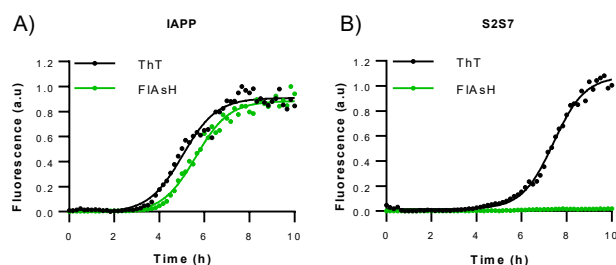 A)
IAPP
ThT
FlAsH
Fluorescence (a.u)
1.2
1.0
0.8
0.6
0.4
0.2
0.0
0 2 4 6 8 10
Time (h)
B)
S2S7
ThT
FlAsH
Fluorescence (a.u)
1.2
1.0
0.8
0.6
0.4
0.2
0.0
0 2 4 6 8 10
Time (h)